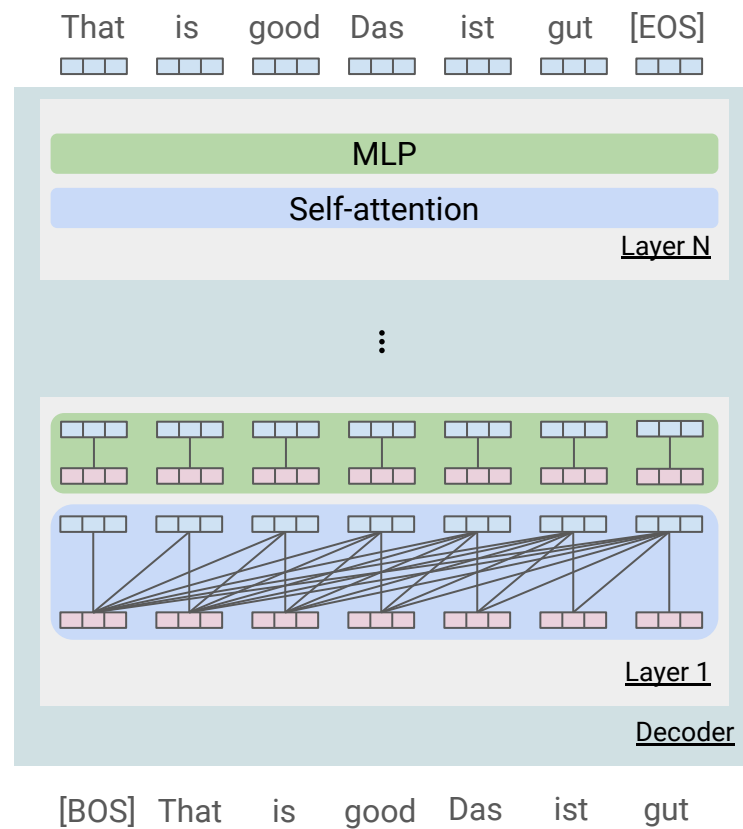 That is good Das ist gut [EOS]
MLP
Self-attention
Layer N
Layer 1
Decoder
[BOS] That is good Das ist gut